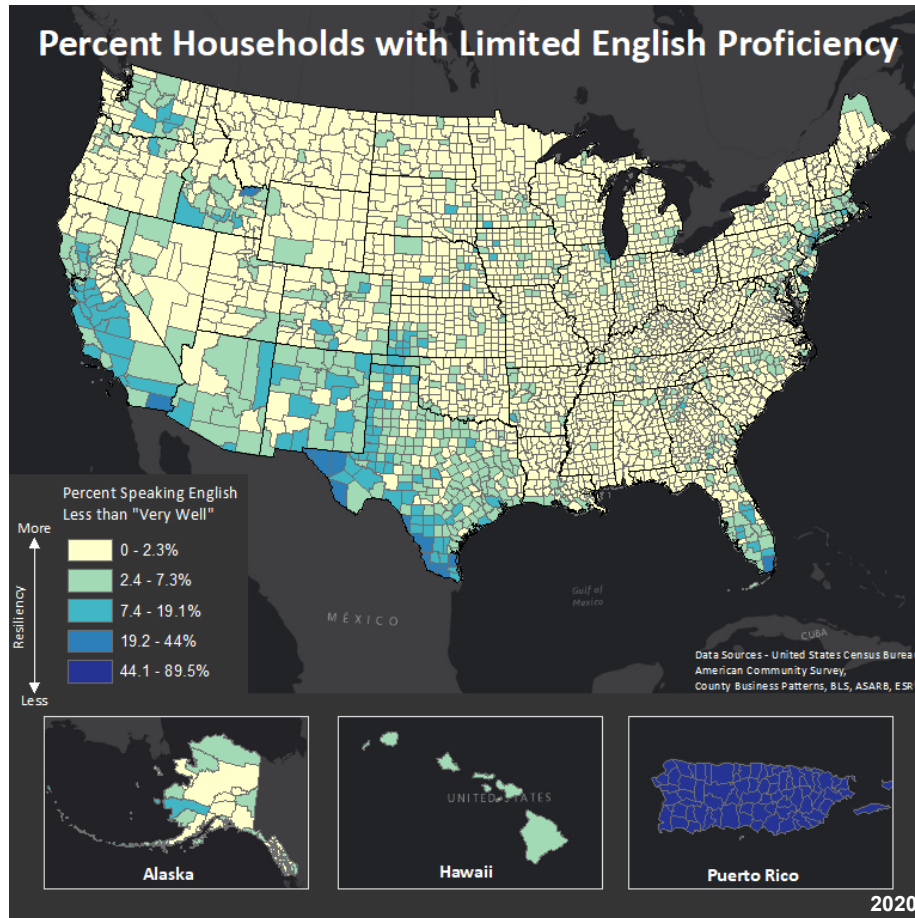 Percent Households with Limited English Proficiency
Percent Speaking English
Less than "Very Well"
More
Resiliency
Less
0 - 2.3%
2.4 - 7.3%
7.4 - 19.1%
19.2 - 44%
44.1 - 89.5%
MÉXICO
Gulf of
Mexico
CUBA
Data Sources - United States Census Bureau
American Community Survey,
County Business Patterns, BLS, ASARB, ESR
UNITED STATES
Alaska
Hawaii
Puerto Rico
2020